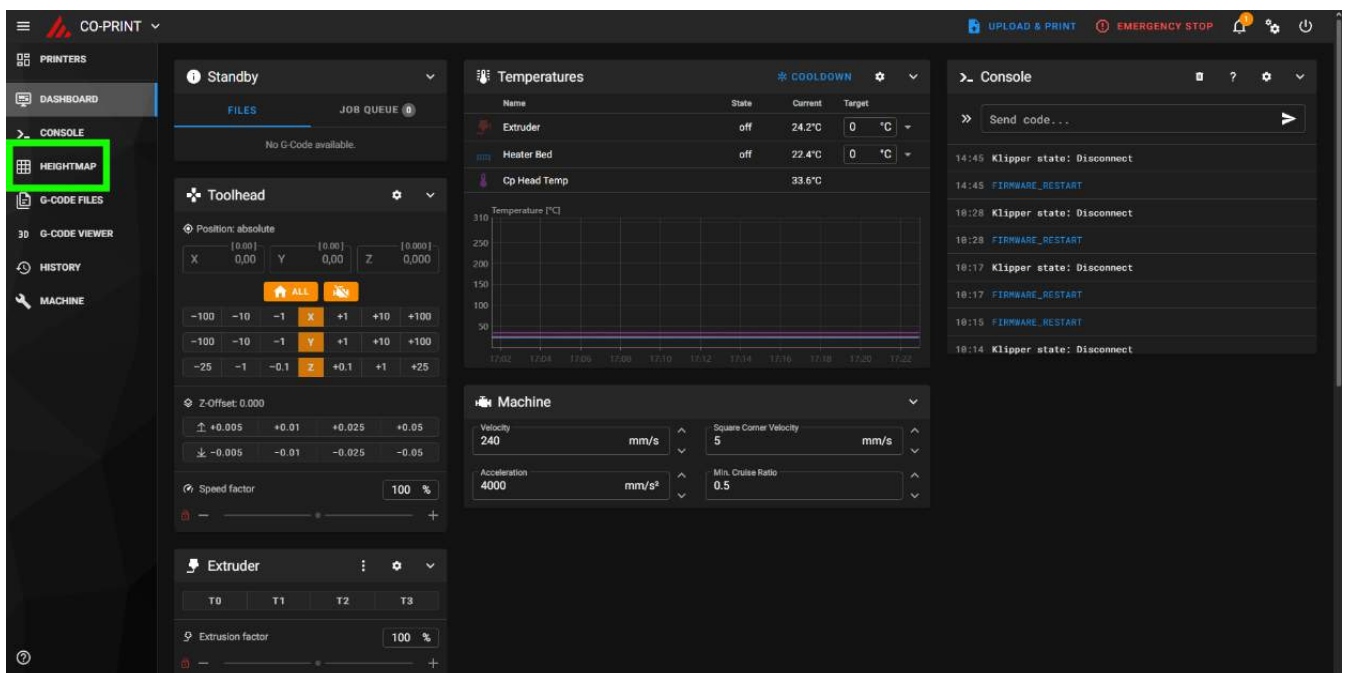 CO-PRINT
UPLOAD & PRINT
EMERGENCY STOP
1
PRINTERS
DASHBOARD
CONSOLE
HEIGHTMAP
G-CODE FILES
3D G-CODE VIEWER
HISTORY
MACHINE
Standby
FILES JOB QUEUE 0
No G-Code available.
Toolhead
Position: absolute
[0.00] [0.00] [0.000]
X 0,00 Y 0,00 Z 0,000
ALL
-100 -10 -1 X +1 +10 +100
-100 -10 -1 Y +1 +10 +100
-25 -1 -0.1 Z +0.1 +1 +25
Z-Offset: 0.000
+0.005 +0.01 +0.025 +0.05
-0.005 -0.01 -0.025 -0.05
Speed factor 100 %
Extruder
T0 T1 T2 T3
Extrusion factor 100 %
Temperatures
COOLDOWN
Name State Current Target
Extruder off 24.2°C 0 °C
Heater Bed off 22.4°C 0 °C
Cp Head Temp 33.6°C
Temperature [°C]
310
250
200
150
100
50
17:02 17:04 17:06 17:08 17:10 17:12 17:14 17:16 17:18 17:20 17:22
Machine
Velocity
240 mm/s
Square Corner Velocity
5 mm/s
Acceleration
4000 mm/s²
Min. Cruise Ratio
0.5
>_ Console
?
Send code...
14:45 Klipper state: Disconnect
14:45 FIRMWARE_RESTART
10:28 Klipper state: Disconnect
10:28 FIRMWARE_RESTART
10:17 Klipper state: Disconnect
10:17 FIRMWARE_RESTART
10:15 FIRMWARE_RESTART
10:14 Klipper state: Disconnect